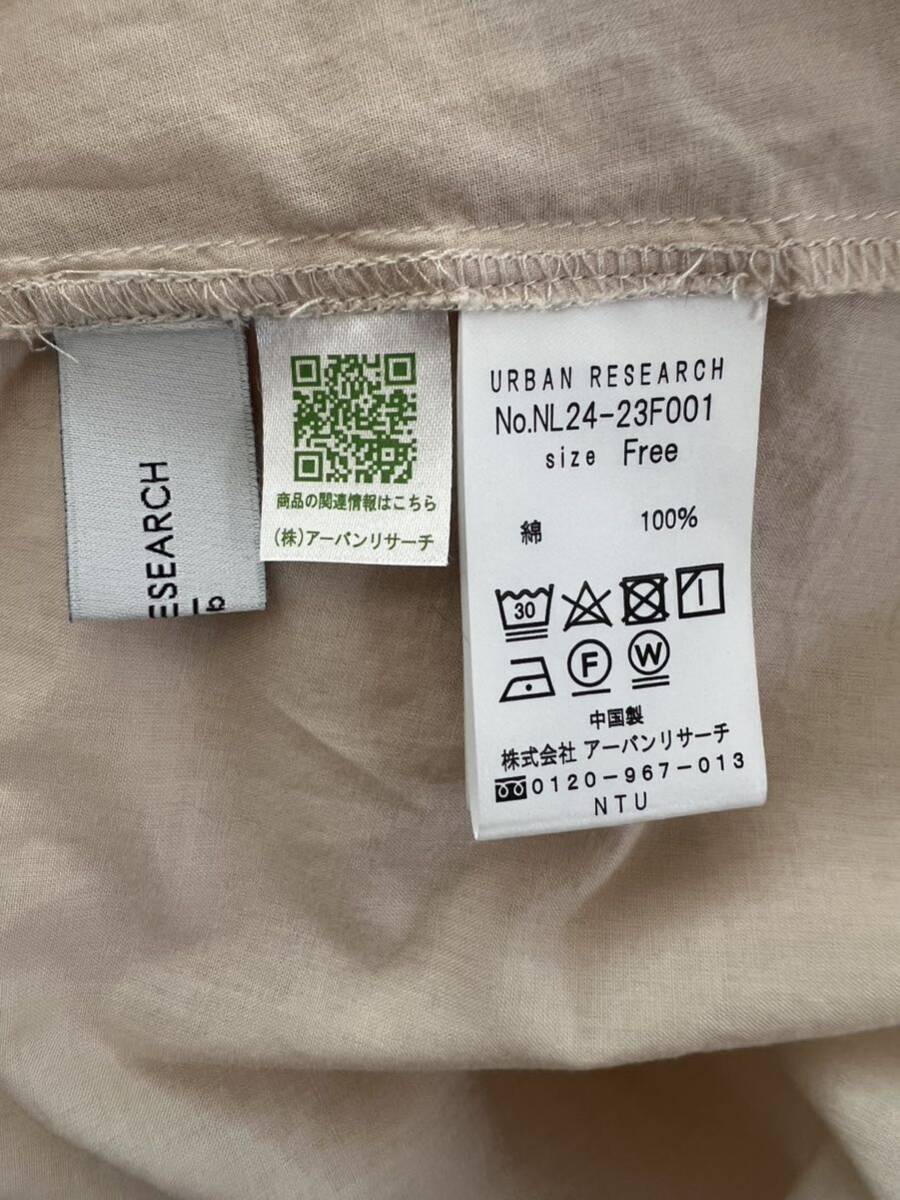 ESEARCH
商品の関連情報はこちら
(株)アーバンリサーチ
URBAN RESEARCH
No.NL24-23F001
size Free
綿 100%
30
F W
中国製
株式会社 アーバンリサーチ
0120-967-013
NTU